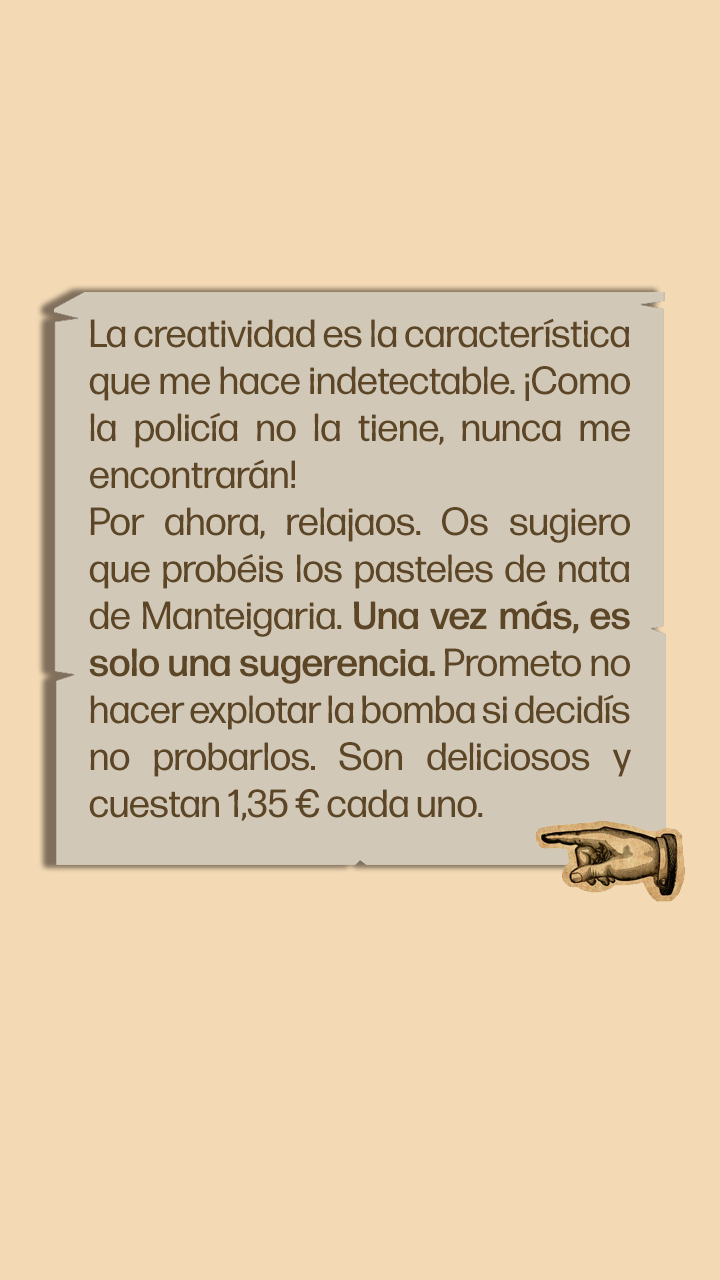 La creatividad es la característica
que me hace indetectable. ¡Como
la policía no la tiene, nunca me
encontrarán!
Por ahora, relajaos. Os sugiero
que probéis los pasteles de nata
de Manteigaria. Una vez más, es
solo una sugerencia. Prometo no
hacer explotar la bomba si decidís
no probarlos. Son deliciosos y
cuestan 1,35 € cada uno.